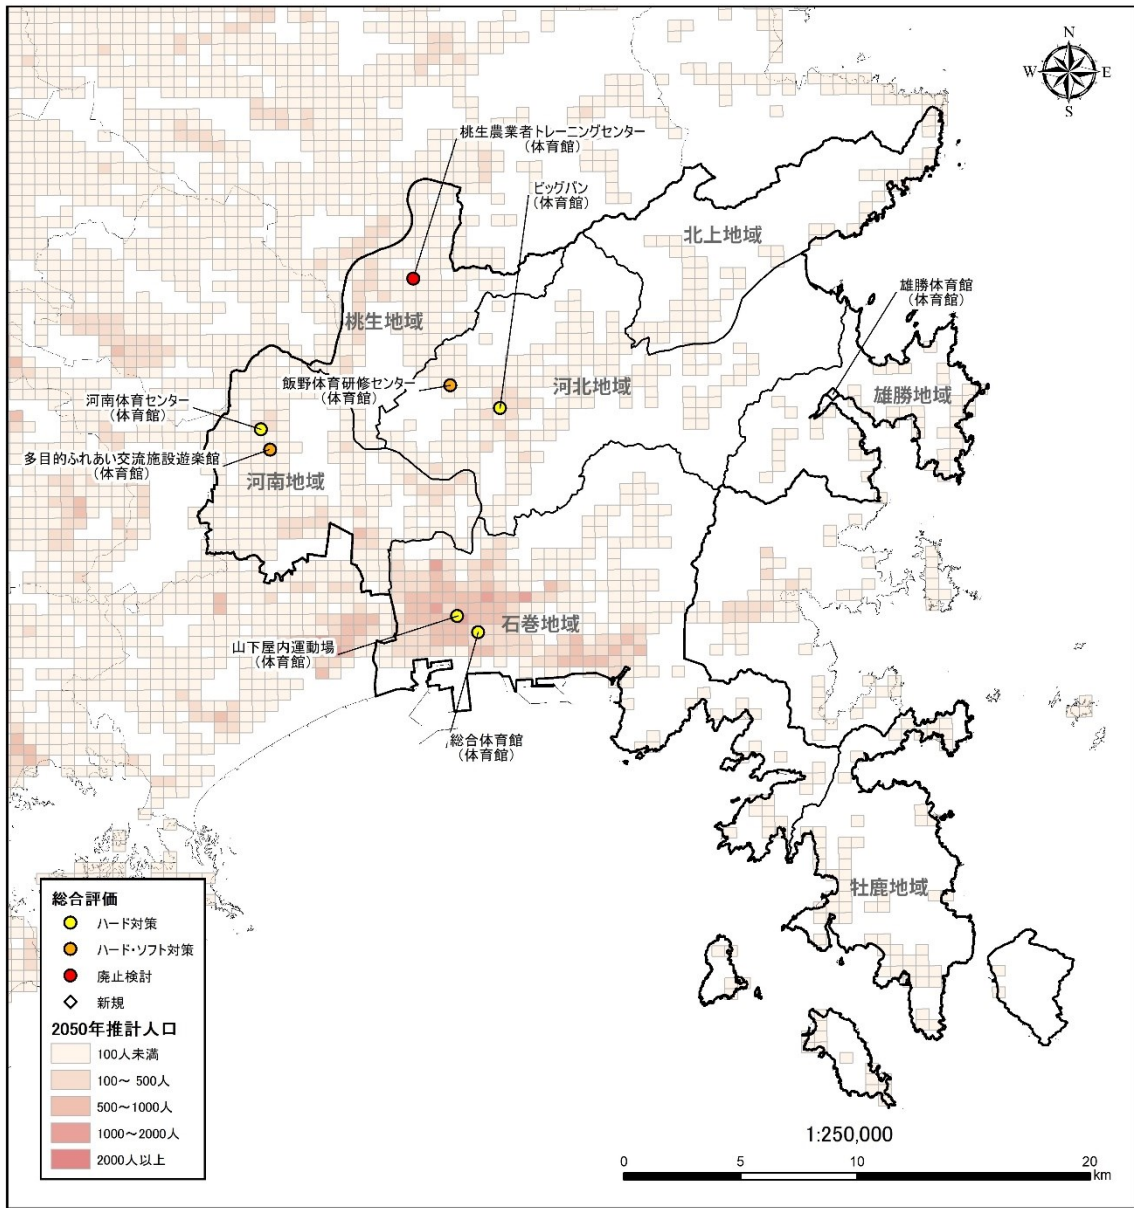 N
W
E
S
桃生農業者トレーニングセンター
(体育館)
ビッグバン
(体育館)
北上地域
雄勝体育館
(体育館)
桃生地域
飯野体育研修センター
(体育館)
河北地域
雄勝地域
河南体育センター
(体育館)
多目的ふれあい交流施設遊楽館
(体育館)
河南地域
石巻地域
山下屋内運動場
(体育館)
総合体育館
(体育館)
牡鹿地域
総合評価
ハード対策
ハード・ソフト対策
廃止検討
新規
2050年推計人口
100人未満
100～ 500人
500～1000人
1000～2000人
2000人以上
1:250,000
0 5 10 20
km